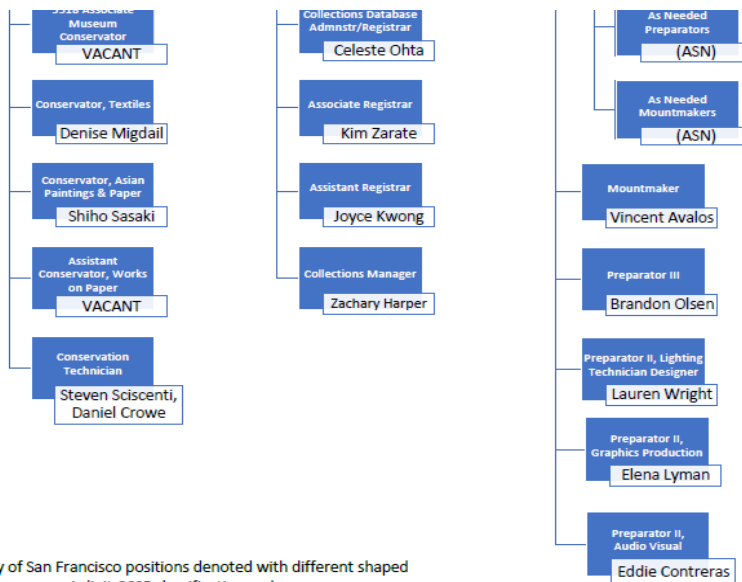 Associate
Museum
Conservator
VACANT
Conservator, Textiles
Denise Migdail
Conservator, Asian
Paintings & Paper
Shiho Sasaki
Assistant
Conservator, Works
on Paper
VACANT
Conservation
Technician
Steven Sciscenti,
Daniel Crowe
Collections Database
Admnstr/Registrar
Celeste Ohta
Associate Registrar
Kim Zarate
Assistant Registrar
Joyce Kwong
Collections Manager
Zachary Harper
As Needed
Preparators
(ASN)
As Needed
Mountmakers
(ASN)
Mountmaker
Vincent Avalos
Preparator III
Brandon Olsen
Preparator II, Lighting
Technician Designer
Lauren Wright
Preparator II,
Graphics Production
Elena Lyman
Preparator II,
Audio Visual
Eddie Contreras
of San Francisco positions denoted with different shaped